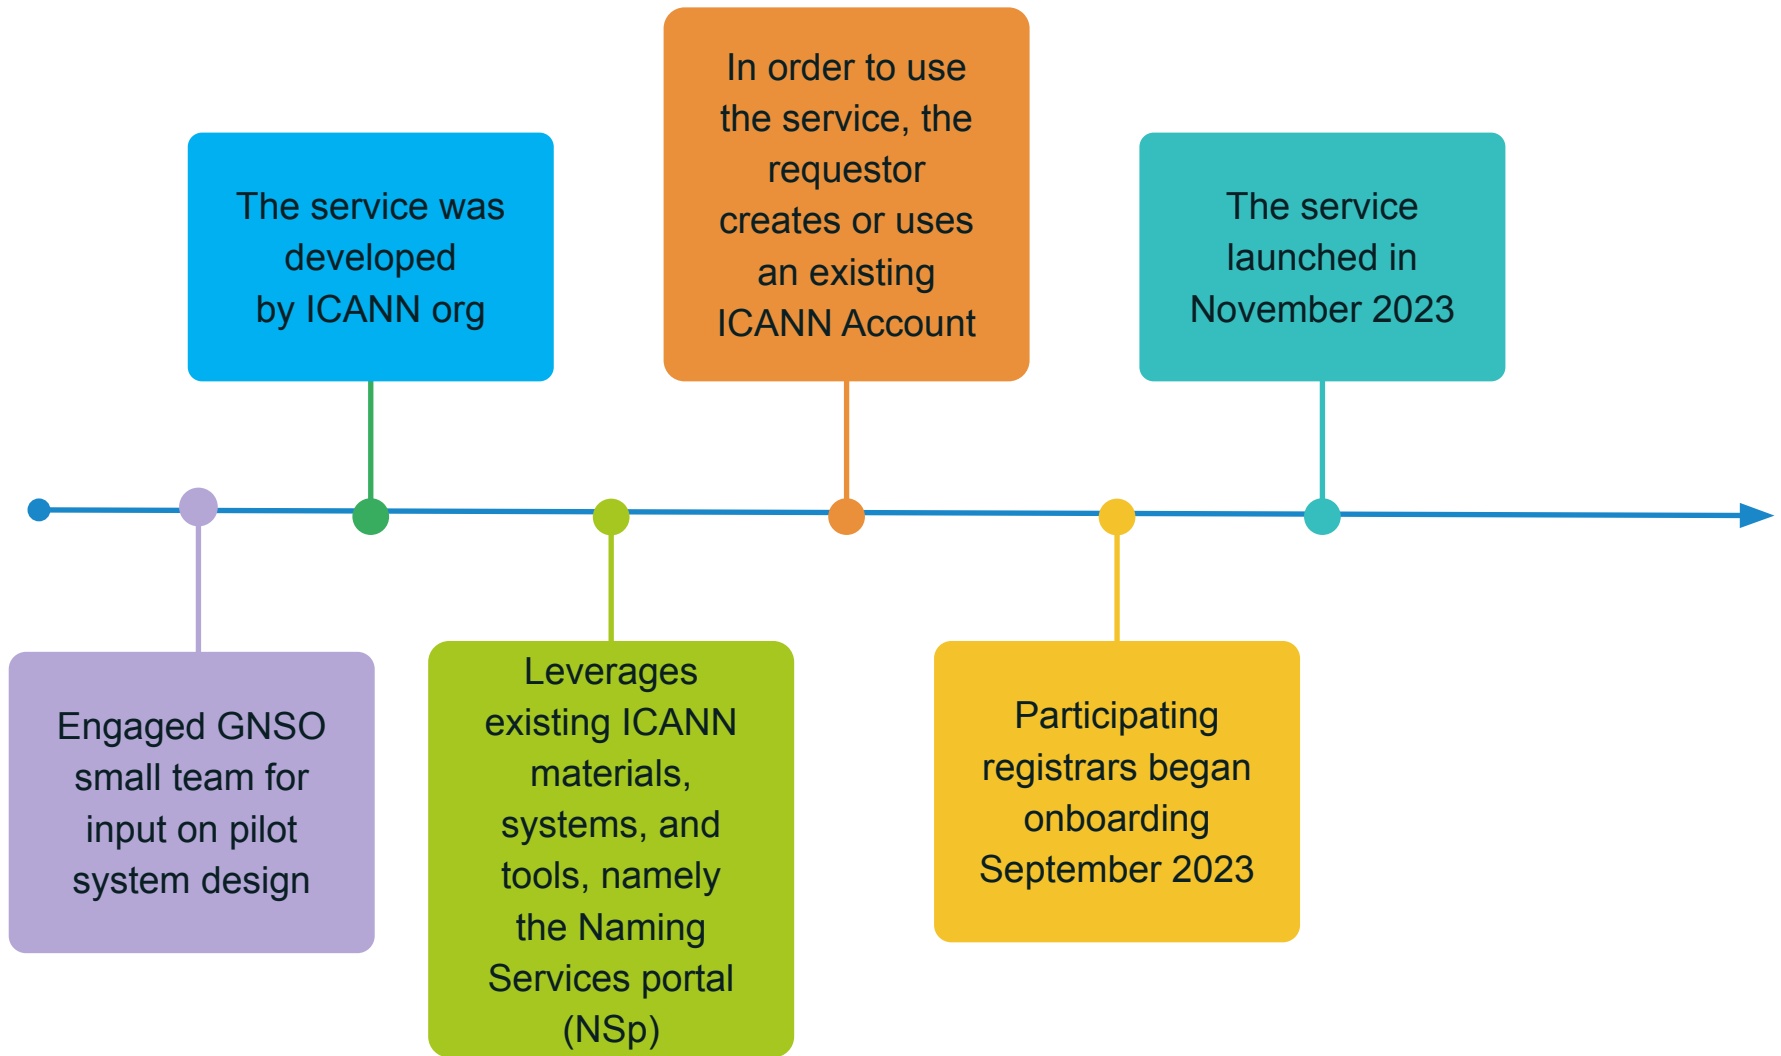 In order to use
the service, the
requestor
creates or uses
an existing
ICANN Account
The service was
developed
by ICANN org
The service
launched in
November 2023
Engaged GNSO
small team for
input on pilot
system design
Leverages
existing ICANN
materials,
systems, and
tools, namely
the Naming
Services portal
(NSp)
Participating
registrars began
onboarding
September 2023